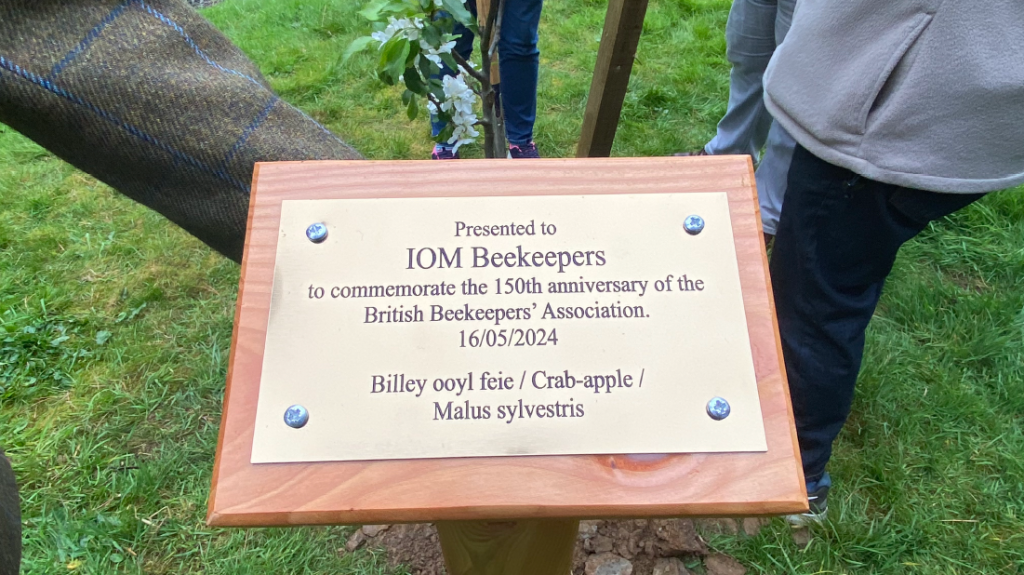 Presented to
IOM Beekeepers
to commemorate the 150th anniversary of the
British Beekeepers' Association.
16/05/2024
Billey ooyl feie / Crab-apple /
Malus sylvestris